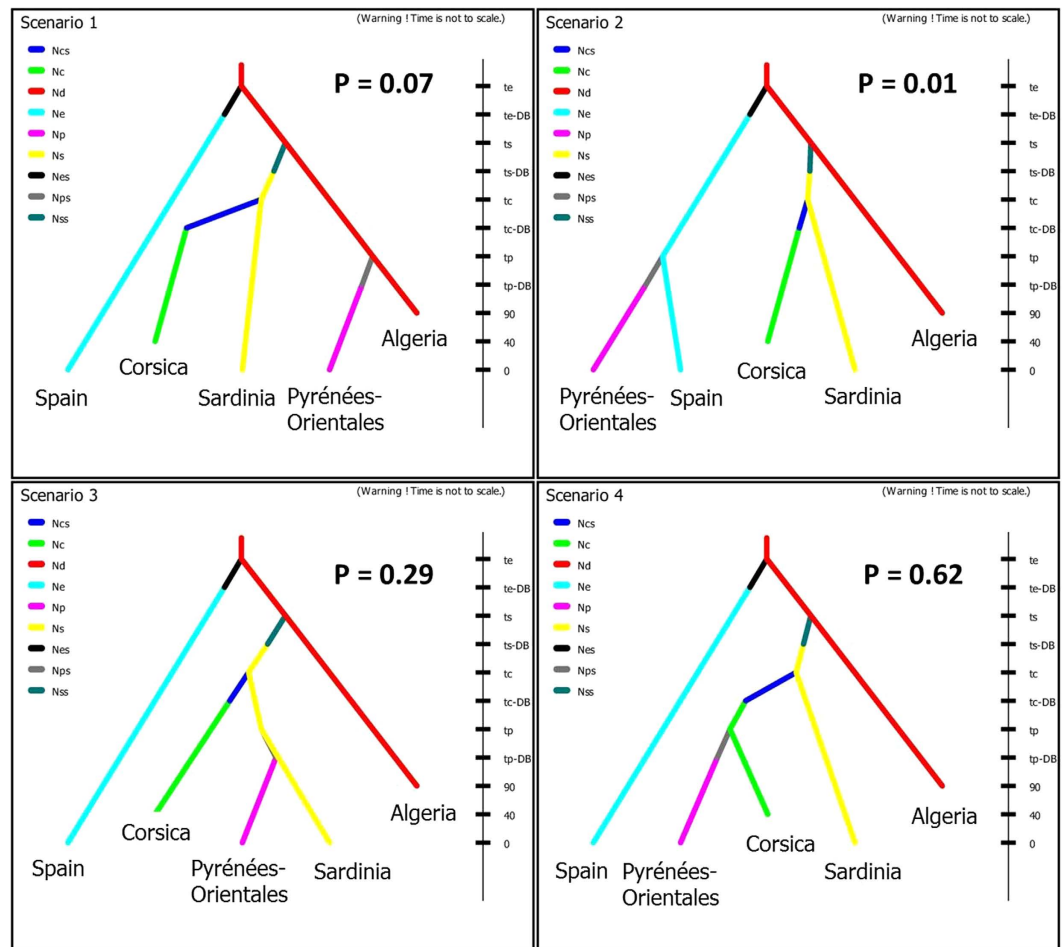 Scenario 1
(Warning ! Time is not to scale.)
Ncs
Nc
Nd
Ne
Np
Ns
Nes
Nps
Nss
P = 0.07
te
te-DB
ts
ts-DB
tc
tc-DB
tp
tp-DB
90
40
0
Algeria
Corsica
Spain
Sardinia
Pyrénées-
Orientales
Scenario 2
(Warning ! Time is not to scale.)
Ncs
Nc
Nd
Ne
Np
Ns
Nes
Nps
Nss
P = 0.01
te
te-DB
ts
ts-DB
tc
tc-DB
tp
tp-DB
90
40
0
Algeria
Corsica
Pyrénées-
Orientales
Spain
Sardinia
Scenario 3
(Warning ! Time is not to scale.)
Ncs
Nc
Nd
Ne
Np
Ns
Nes
Nps
Nss
P = 0.29
te
te-DB
ts
ts-DB
tc
tc-DB
tp
tp-DB
90
40
0
Algeria
Corsica
Spain
Pyrénées-
Orientales
Sardinia
Scenario 4
(Warning ! Time is not to scale.)
Ncs
Nc
Nd
Ne
Np
Ns
Nes
Nps
Nss
P = 0.62
te
te-DB
ts
ts-DB
tc
tc-DB
tp
tp-DB
90
40
0
Algeria
Corsica
Spain
Pyrénées-
Orientales
Sardinia